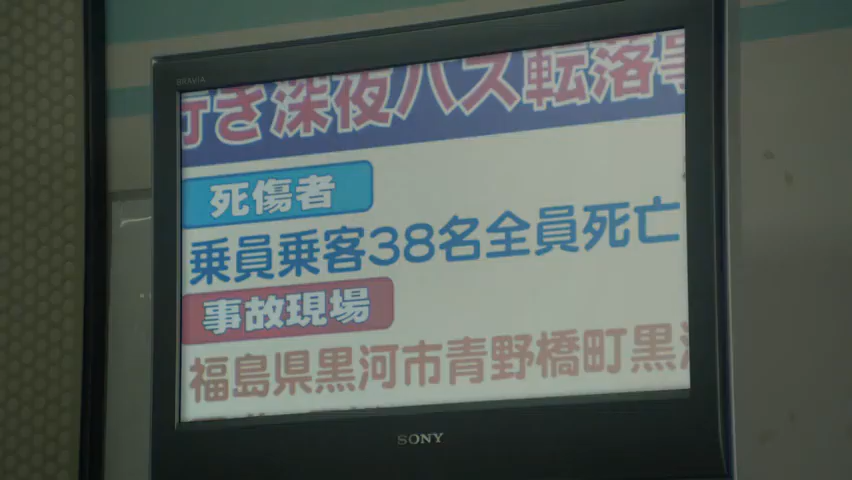 BRAVIA
行き深夜バス転落事
死傷者
乗員乗客38名全員死亡
事故現場
福島県黒河市青野橋町黒
SONY